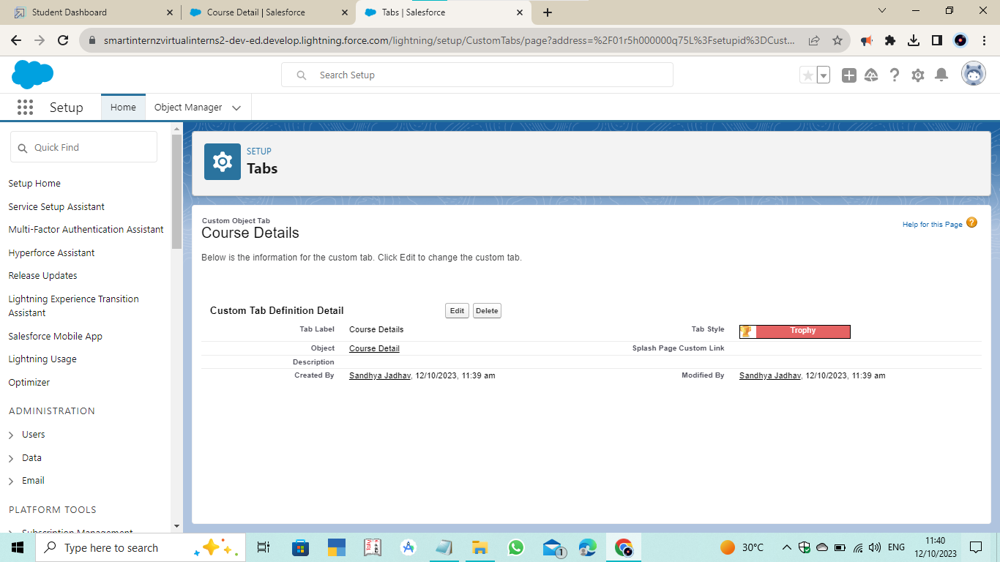 Student Dashboard
Course Detail | Salesforce
Tabs | Salesforce
smartinternzvirtualinterns2-dev-ed.develop.lightning.force.com/lightning/setup/CustomTabs/page?address=%2F01r5h000000q75L%3Fsetupid%3DCust...
Search Setup
Setup
Home
Object Manager
Quick Find
Setup Home
Service Setup Assistant
Multi-Factor Authentication Assistant
Hyperforce Assistant
Release Updates
Lightning Experience Transition
Assistant
Salesforce Mobile App
Lightning Usage
Optimizer
ADMINISTRATION
Users
Data
Email
PLATFORM TOOLS
Subscription Management
SETUP
Tabs
Custom Object Tab
Course Details
Help for this Page ?
Below is the information for the custom tab. Click Edit to change the custom tab.
Custom Tab Definition Detail
Edit
Delete
Tab Label Course Details
Tab Style Trophy
Object Course Detail
Splash Page Custom Link
Description
Created By Sandhya Jadhav, 12/10/2023, 11:39 am
Modified By Sandhya Jadhav, 12/10/2023, 11:39 am
Type here to search
1
30°C
ENG
11:40
12/10/2023